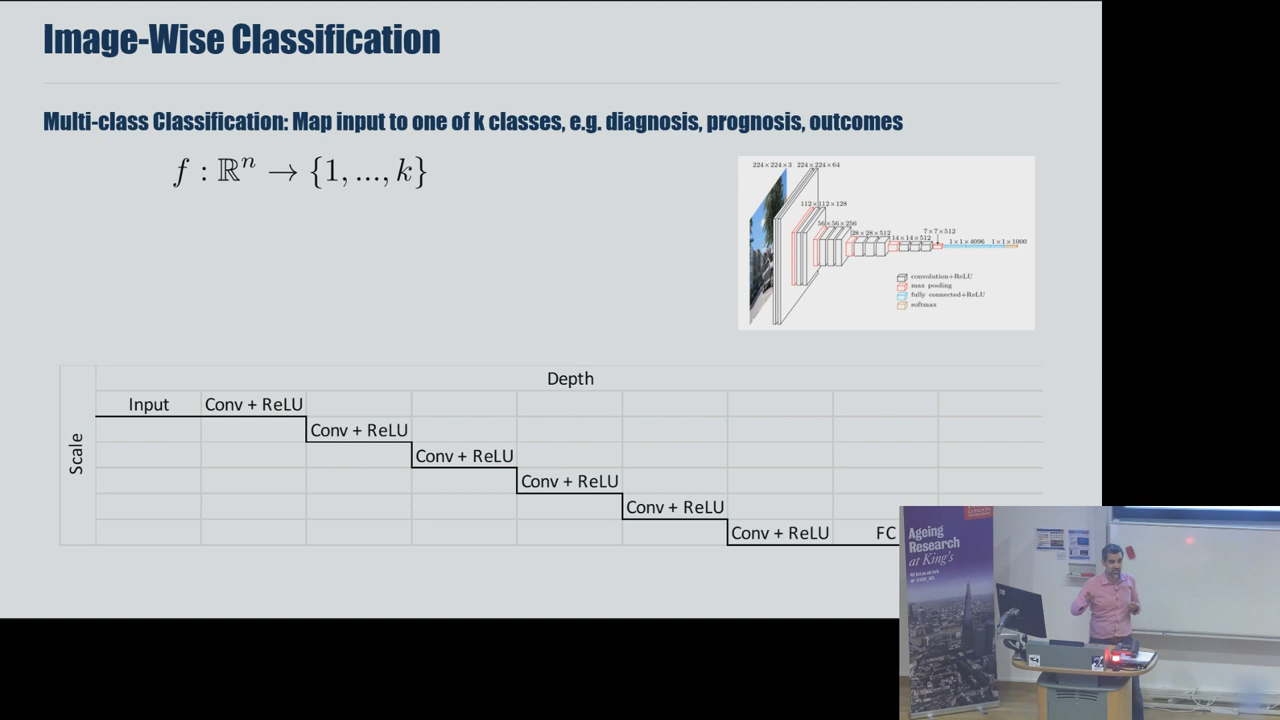 Image-Wise Classification
Multi-class Classification: Map input to one of k classes, e.g. diagnosis, prognosis, outcomes
f : ℝⁿ → {1, ..., k}
224×224×3 224×224×64
112×112×128
56×56×256
28×28×512
14×14×512
7×7×512
1×1×4096 1×1×1000
convolution+ReLU
max pooling
fully connected+ReLU
softmax
Depth
Scale
Input Conv + ReLU
Conv + ReLU
Conv + ReLU
Conv + ReLU
Conv + ReLU
Conv + ReLU FC
LONDON
Ageing
Research
at King's